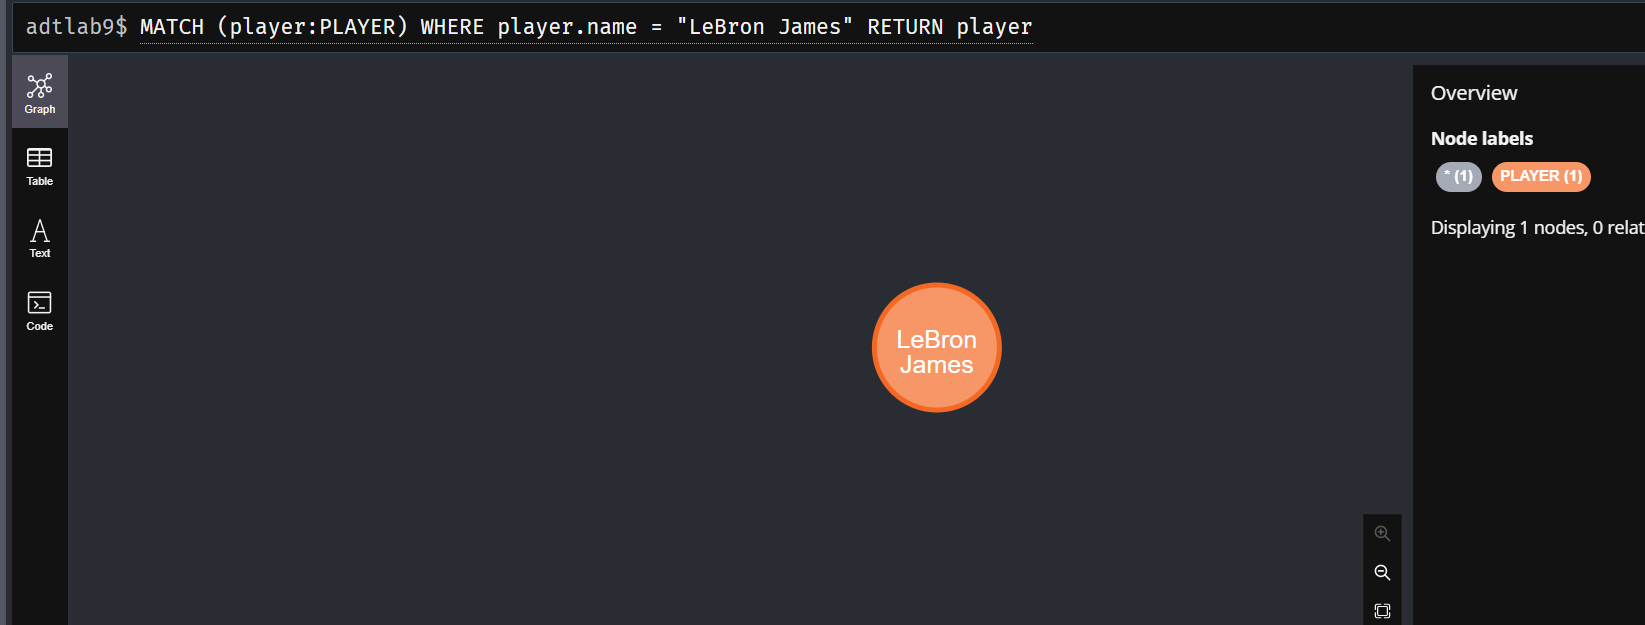 adtlab9$ MATCH (player:PLAYER) WHERE player.name = "LeBron James" RETURN player
Graph
Table
Text
Code
LeBron
James
Overview
Node labels
* (1) PLAYER (1)
Displaying 1 nodes, 0 relat